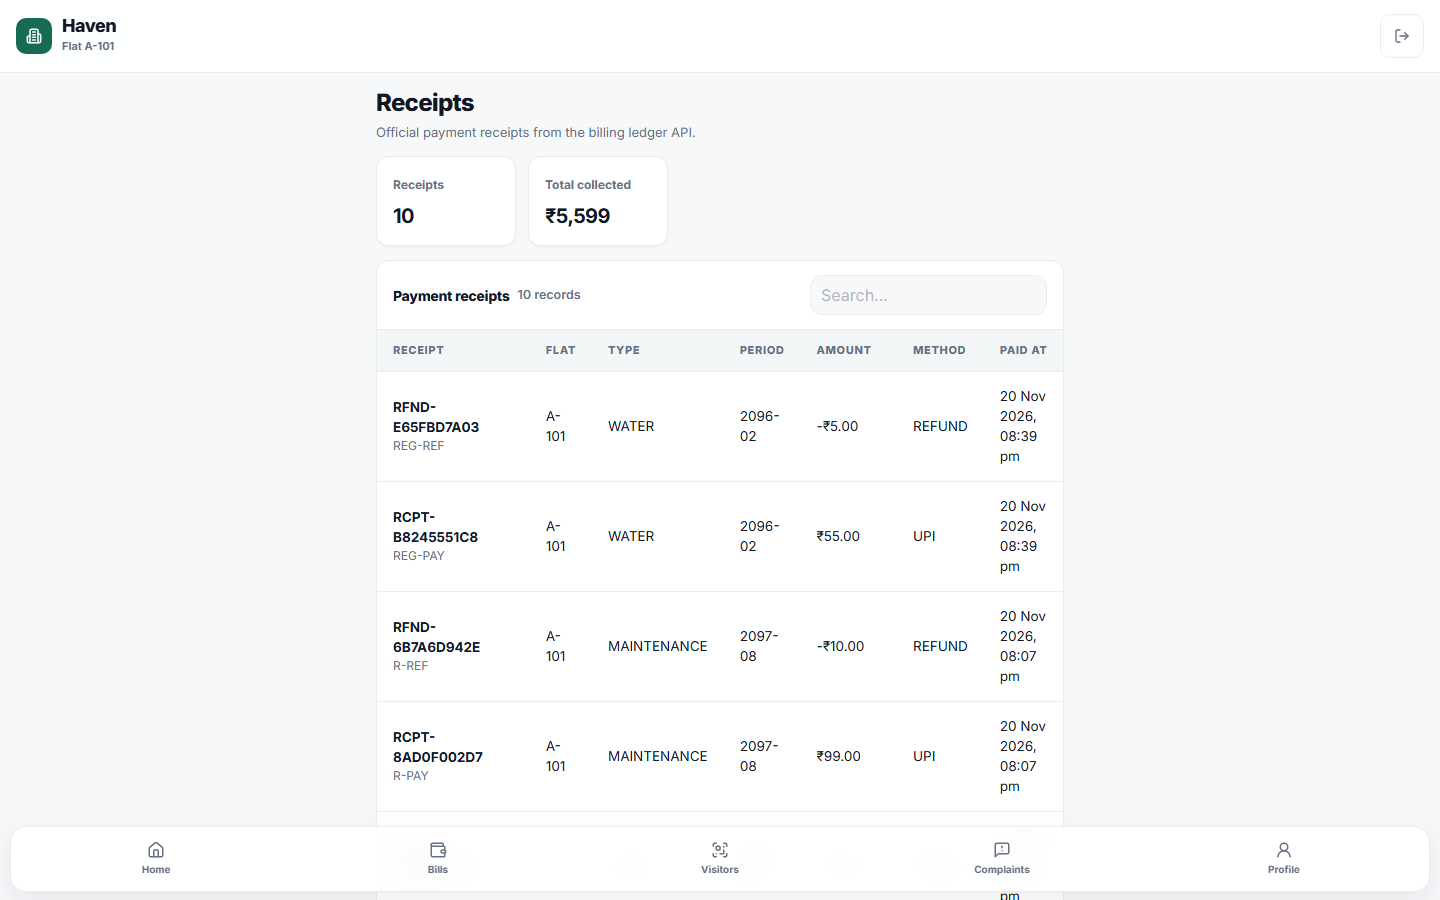 Haven
Flat A-101
Receipts
Official payment receipts from the billing ledger API.
Receipts
10
Total collected
₹5,599
Payment receipts 10 records
Search...
RECEIPT FLAT TYPE PERIOD AMOUNT METHOD PAID AT
RFND-
E65FBD7A03
REG-REF
A-
101
WATER
2096-
02
-₹5.00
REFUND
20 Nov
2026,
08:39
pm
RCPT-
B8245551C8
REG-PAY
A-
101
WATER
2096-
02
₹55.00
UPI
20 Nov
2026,
08:39
pm
RFND-
6B7A6D942E
R-REF
A-
101
MAINTENANCE
2097-
08
-₹10.00
REFUND
20 Nov
2026,
08:07
pm
RCPT-
8AD0F002D7
R-PAY
A-
101
MAINTENANCE
2097-
08
₹99.00
UPI
20 Nov
2026,
08:07
pm
Home
Bills
Visitors
Complaints
Profile
pm